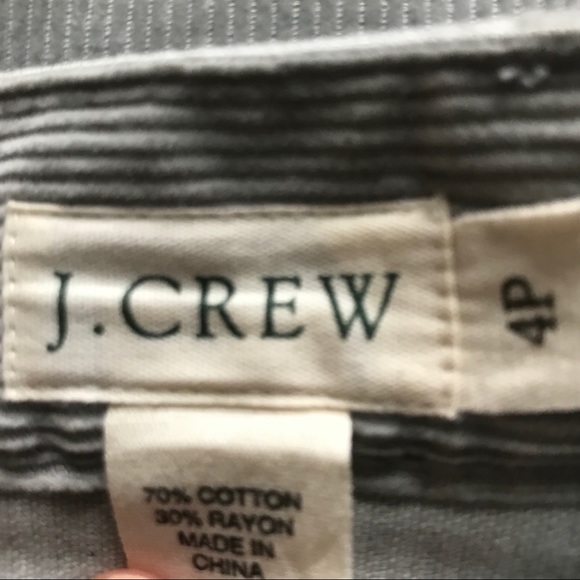 J.CREW
4P
70% COTTON
30% RAYON
MADE IN
CHINA